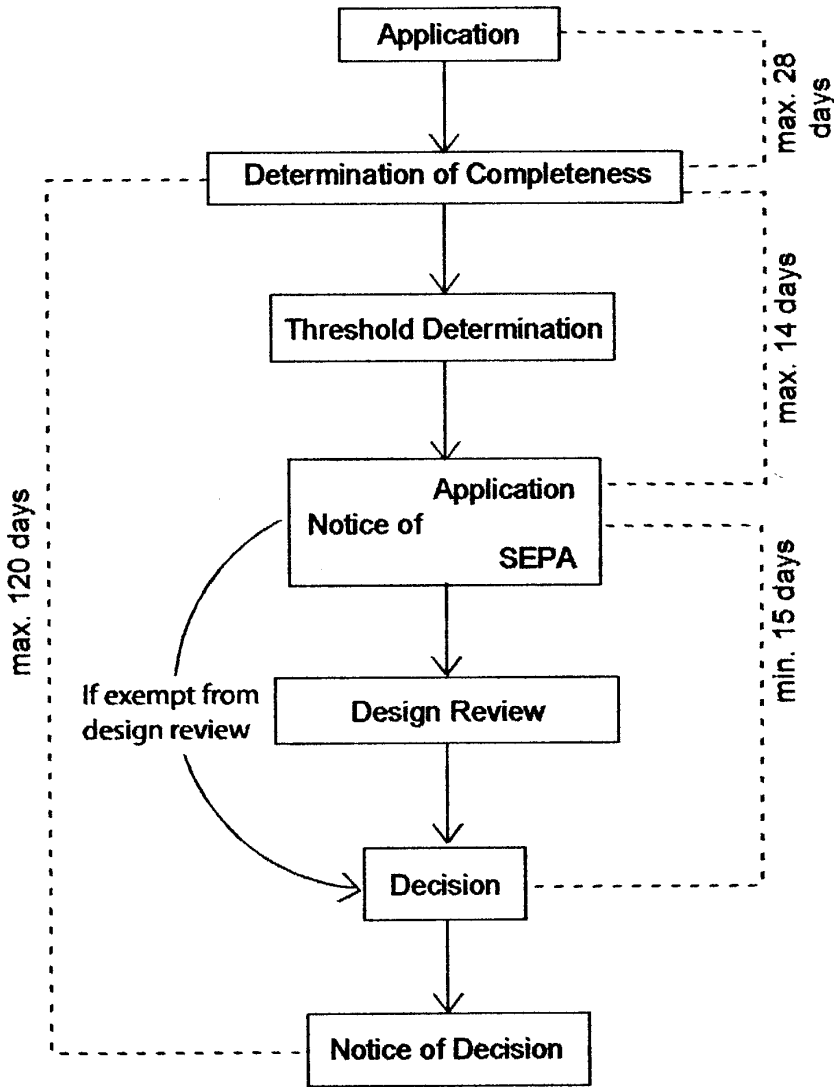 Application
max. 28
days
Determination of Completeness
Threshold Determination
max. 14 days
Application
Notice of
SEPA
max. 120 days
min. 15 days
If exempt from
design review
Design Review
Decision
Notice of Decision